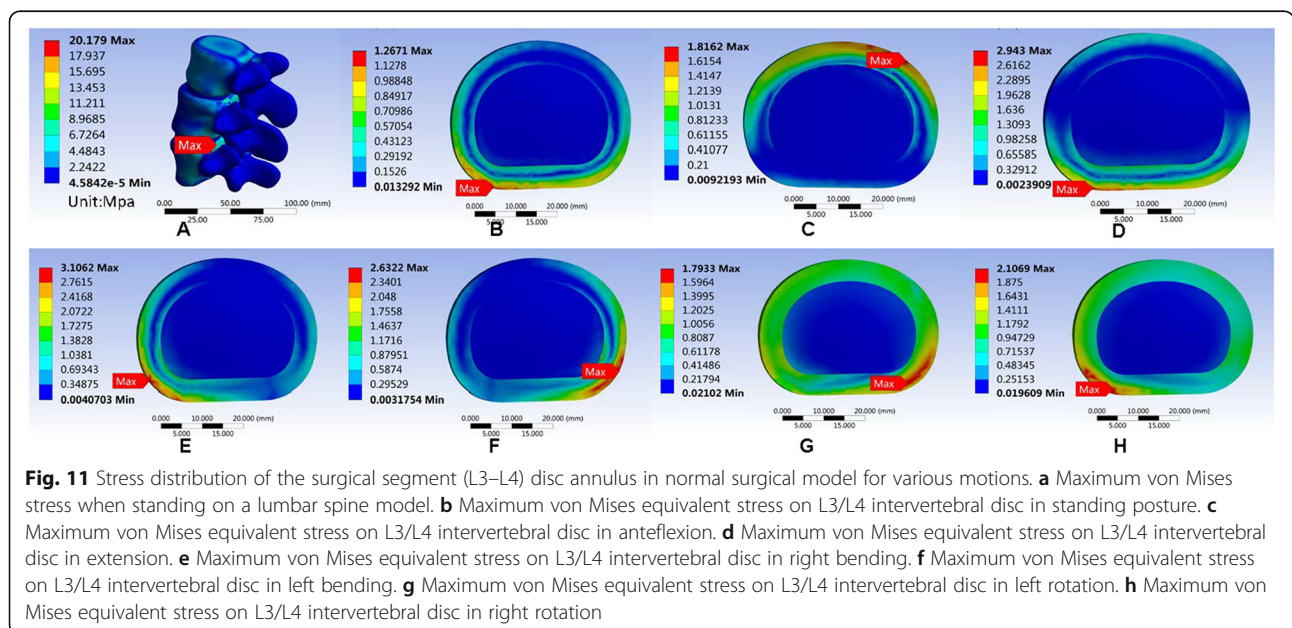 20.179 Max
17.937
15.695
13.453
11.211
8.9685
6.7264
4.4843
2.2422
4.5842e-5 Min
Unit:Mpa
Max
0.00 50.00 100.00 (mm)
25.00 75.00
A
1.2671 Max
1.1278
0.98848
0.84917
0.70986
0.57054
0.43123
0.29192
0.1526
0.013292 Min
Max
0.000 10.000 20.000 (mm)
5.000 15.000
B
1.8162 Max
1.6154
1.4147
1.2139
1.0131
0.81233
0.61155
0.41077
0.21
0.0092193 Min
Max
0.000 10.000 20.000 (mm)
5.000 15.000
C
2.943 Max
2.6162
2.2895
1.9628
1.636
1.3093
0.98258
0.65585
0.32912
0.0023909
Max
0.000 10.000 20.000 (mm)
5.000 15.000
D
3.1062 Max
2.7615
2.4168
2.0722
1.7275
1.3828
1.0381
0.69343
0.34875
0.0040703 Min
Max
0.000 10.000 20.000 (mm)
5.000 15.000
E
2.6322 Max
2.3401
2.048
1.7558
1.4637
1.1716
0.87951
0.5874
0.29529
0.0031754 Min
Max
0.000 10.000 20.000 (mm)
5.000 15.000
F
1.7933 Max
1.5964
1.3995
1.2025
1.0056
0.8087
0.61178
0.41486
0.21794
0.02102 Min
Max
0.000 10.000 20.000 (mm)
5.000 15.000
G
2.1069 Max
1.875
1.6431
1.4111
1.1792
0.94729
0.71537
0.48345
0.25153
0.019609 Min
Max
0.000 10.000 20.000 (mm)
5.000 15.000
H
Fig. 11 Stress distribution of the surgical segment (L3–L4) disc annulus in normal surgical model for various motions. a Maximum von Mises
stress when standing on a lumbar spine model. b Maximum von Mises equivalent stress on L3/L4 intervertebral disc in standing posture. c
Maximum von Mises equivalent stress on L3/L4 intervertebral disc in anteflexion. d Maximum von Mises equivalent stress on L3/L4 intervertebral
disc in extension. e Maximum von Mises equivalent stress on L3/L4 intervertebral disc in right bending. f Maximum von Mises equivalent stress
on L3/L4 intervertebral disc in left bending. g Maximum von Mises equivalent stress on L3/L4 intervertebral disc in left rotation. h Maximum von
Mises equivalent stress on L3/L4 intervertebral disc in right rotation